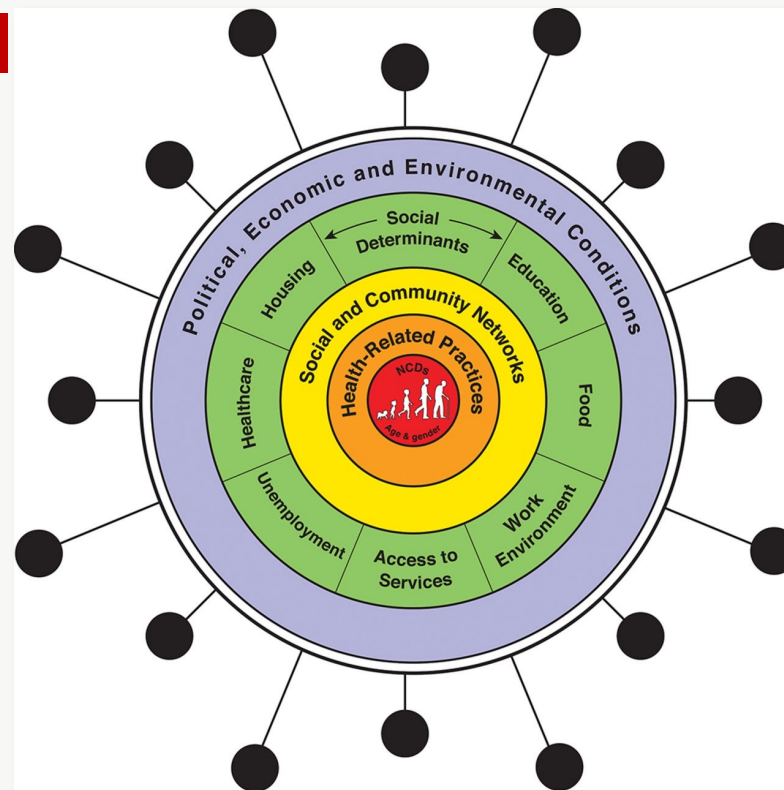 Political, Economic and Environmental Conditions
Social
Determinants
Housing
Education
Healthcare
Food
Unemployment
Access to
Services
Work
Environment
Social and Community Networks
Health-Related Practices
NCDs
Age & gender